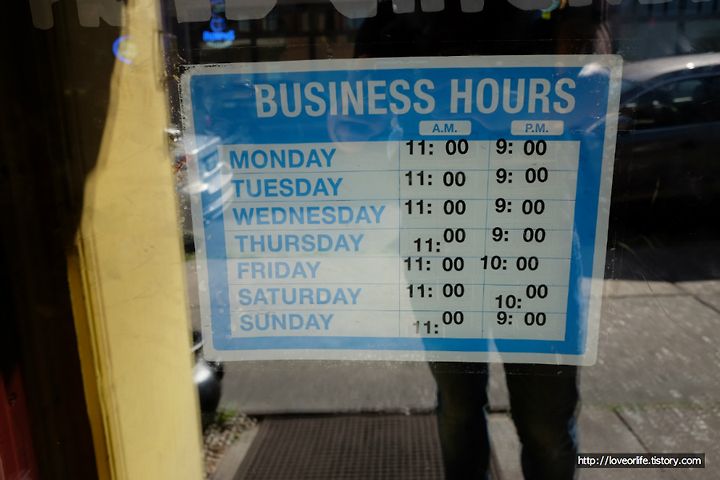 BUSINESS HOURS
A.M. P.M.
MONDAY 11: 00 9: 00
TUESDAY 11: 00 9: 00
WEDNESDAY 11: 00 9: 00
THURSDAY 11: 00 9: 00
FRIDAY 11: 00 10: 00
SATURDAY 11: 00 10: 00
SUNDAY 11: 00 9: 00
http://loveorlife.tistory.com